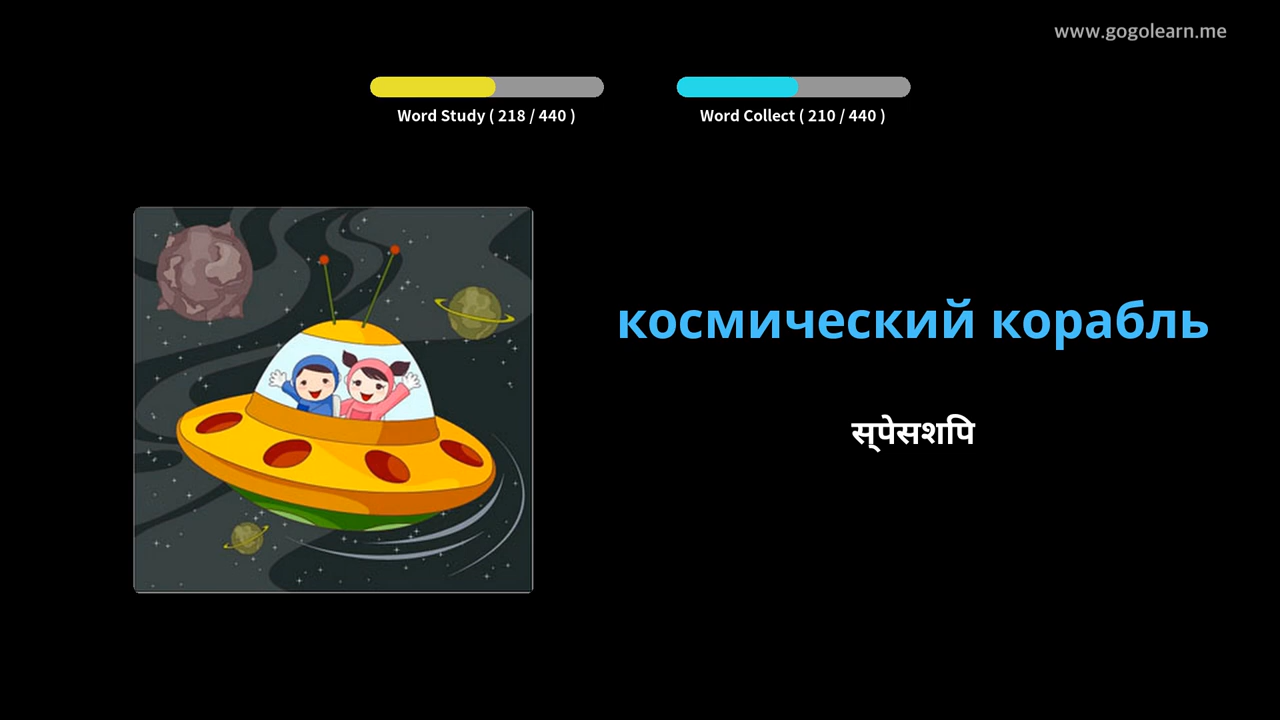 www.gogolearn.me
Word Study ( 218 / 440 )
Word Collect ( 210 / 440 )
космический корабль
स्पेसशिप